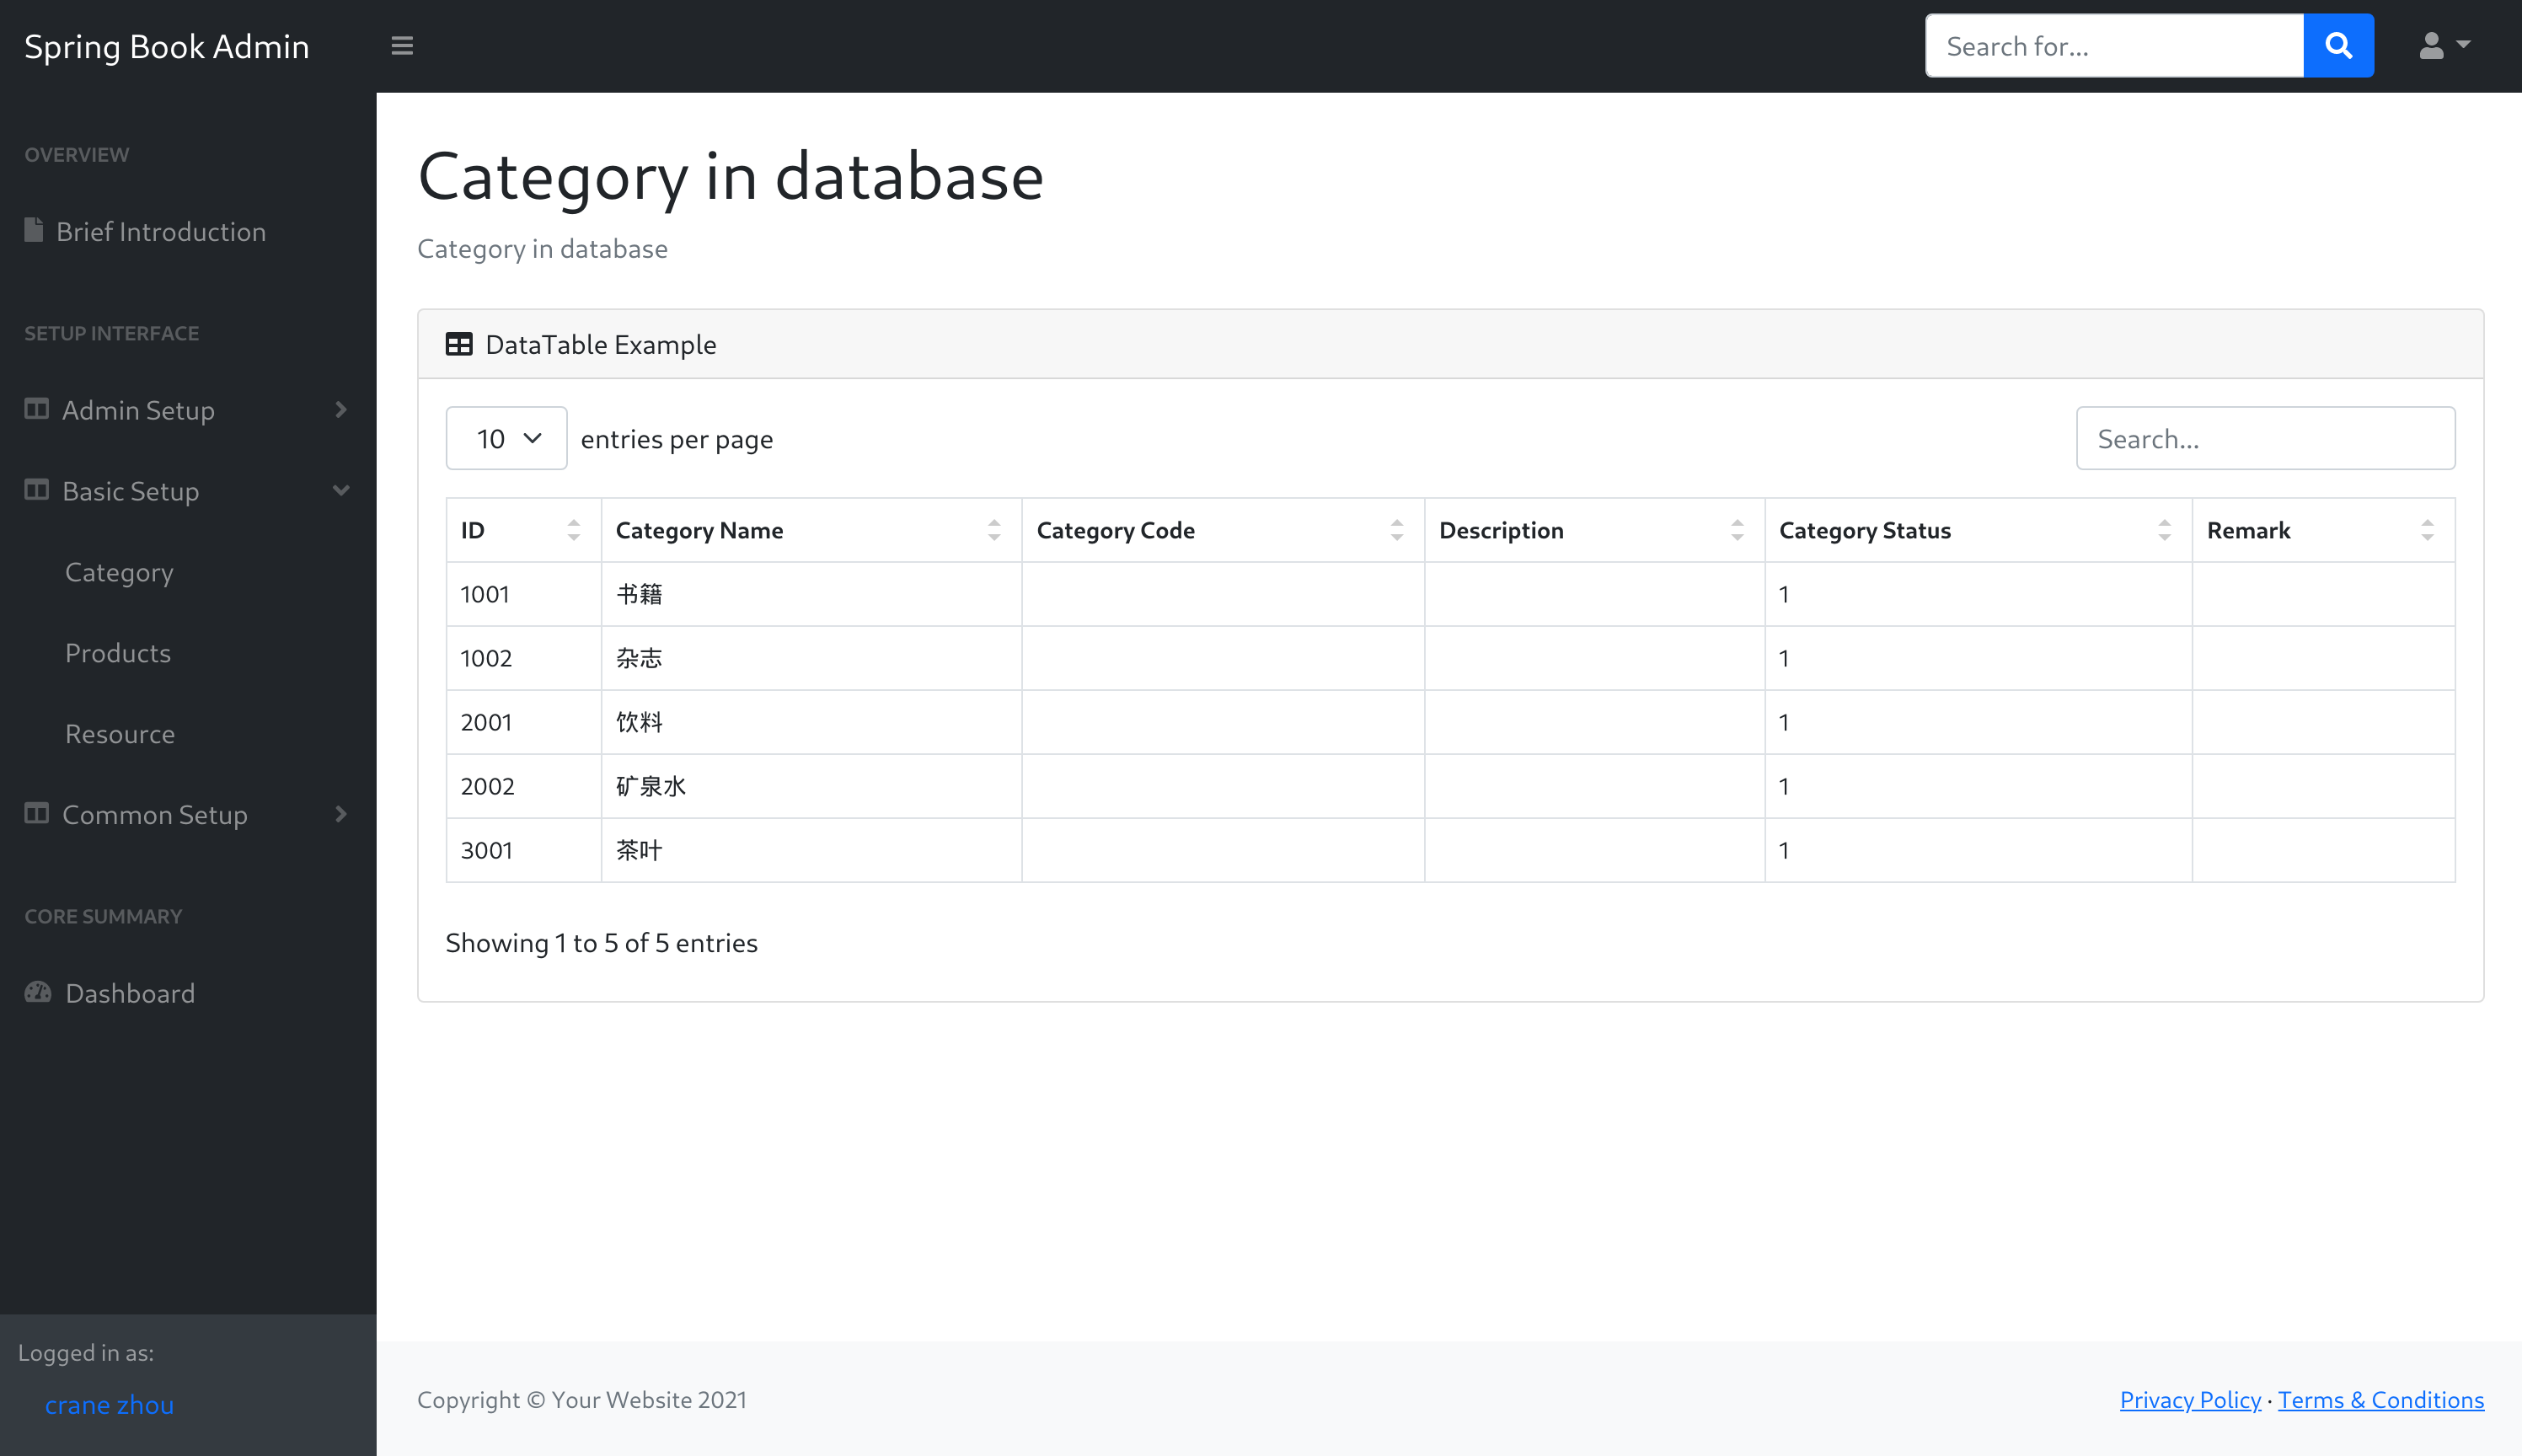 Spring Book Admin
Search for...
OVERVIEW
Brief Introduction
SETUP INTERFACE
Admin Setup
Basic Setup
Category
Products
Resource
Common Setup
CORE SUMMARY
Dashboard
Logged in as:
crane zhou
Category in database
Category in database
DataTable Example
10 entries per page
Search...
ID Category Name Category Code Description Category Status Remark
1001 书籍 1
1002 杂志 1
2001 饮料 1
2002 矿泉水 1
3001 茶叶 1
Showing 1 to 5 of 5 entries
Copyright © Your Website 2021
Privacy Policy · Terms & Conditions